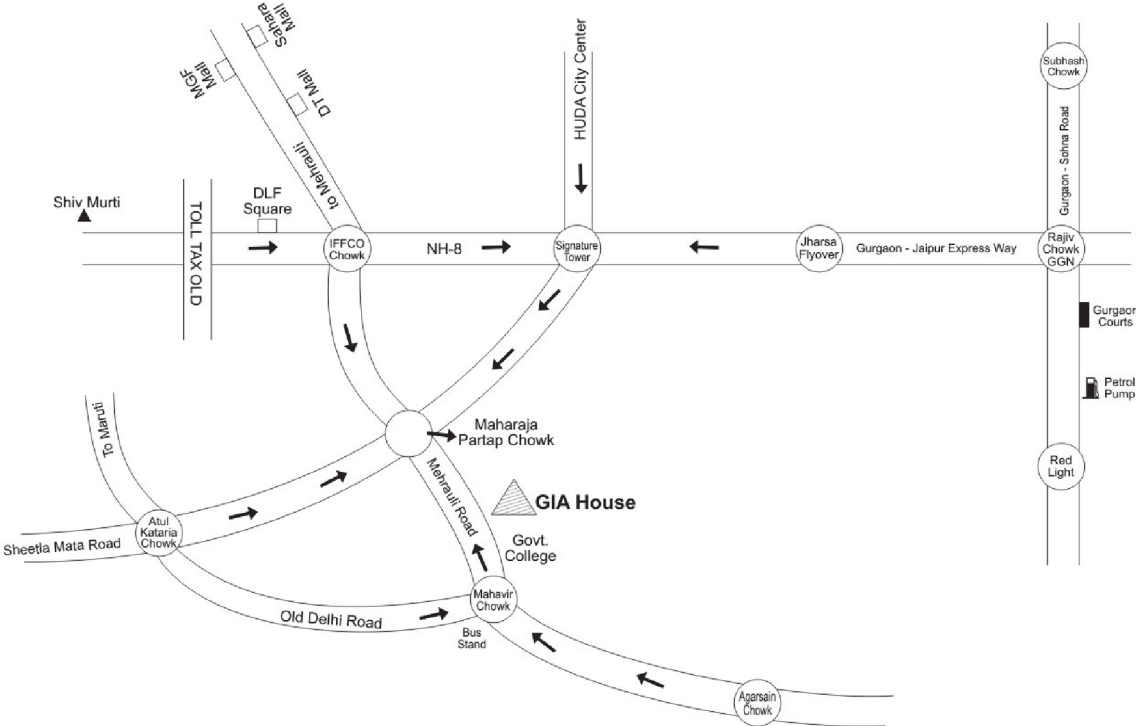 Sahara
Mall
MGF
Mall
DT Mall
to Mehrauli
HUDA City Center
Subhash
Chowk
Gurgaon - Sohna Road
Shiv Murti
TOLL TAX OLD
DLF
Square
IFFCO
Chowk
NH-8
Signature
Tower
Jharsa
Flyover
Gurgaon - Jaipur Express Way
Rajiv
Chowk
GGN
Gurgaon
Courts
Petrol
Pump
To Maruti
Maharaja
Partap Chowk
Mehrauli Road
Red
Light
GIA House
Atul
Kataria
Chowk
Sheetla Mata Road
Govt.
College
Mahavir
Chowk
Old Delhi Road
Bus
Stand
Agarsain
Chowk